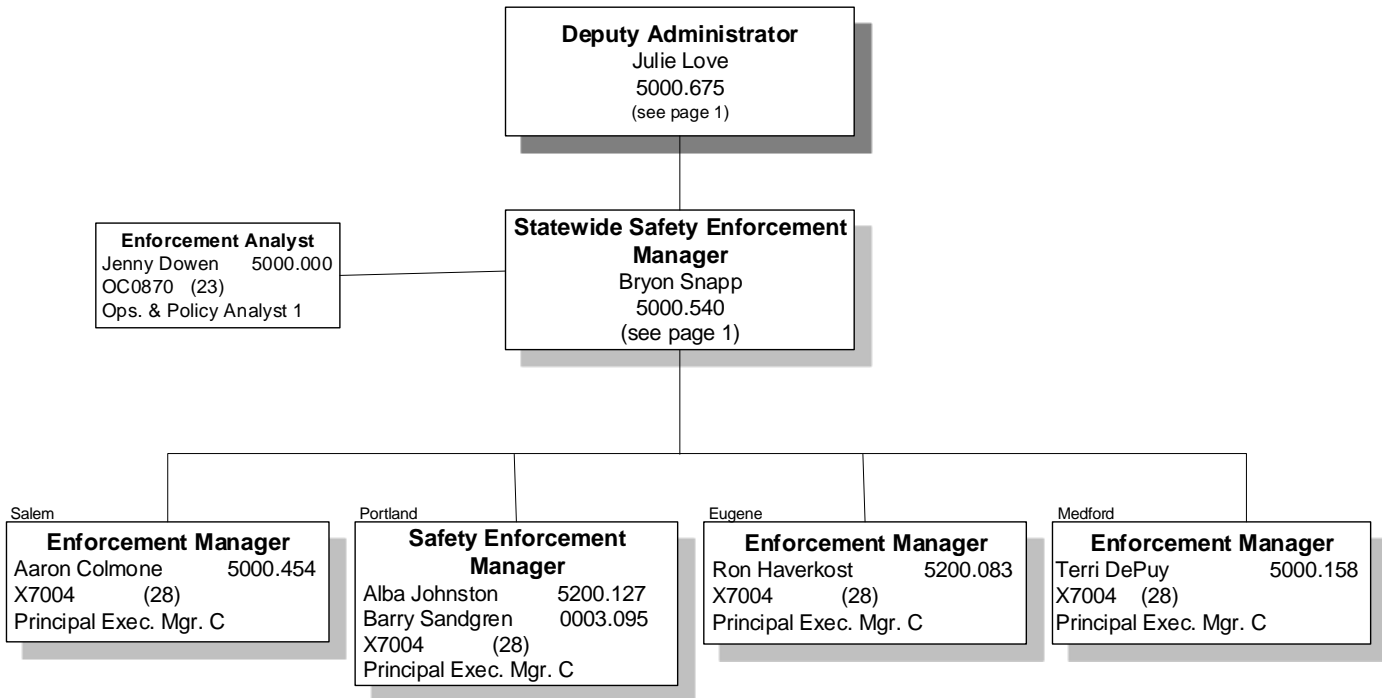 Deputy Administrator
Julie Love
5000.675
(see page 1)
Enforcement Analyst
Jenny Dowen 5000.000
OC0870 (23)
Ops. & Policy Analyst 1
Statewide Safety Enforcement
Manager
Bryon Snapp
5000.540
(see page 1)
Salem
Enforcement Manager
Aaron Colmone 5000.454
X7004 (28)
Principal Exec. Mgr. C
Portland
Safety Enforcement
Manager
Alba Johnston 5200.127
Barry Sandgren 0003.095
X7004 (28)
Principal Exec. Mgr. C
Eugene
Enforcement Manager
Ron Haverkost 5200.083
X7004 (28)
Principal Exec. Mgr. C
Medford
Enforcement Manager
Terri DePuy 5000.158
X7004 (28)
Principal Exec. Mgr. C